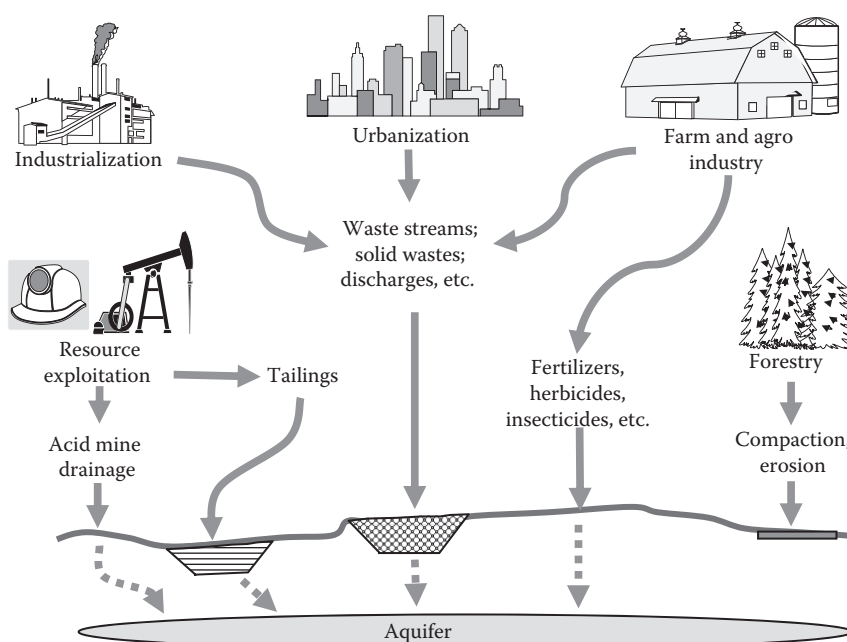 Industrialization
Urbanization
Farm and agro
industry
Waste streams;
solid wastes;
discharges, etc.
Resource
exploitation
Tailings
Fertilizers,
herbicides,
insecticides, etc.
Forestry
Acid mine
drainage
Compaction,
erosion
Aquifer